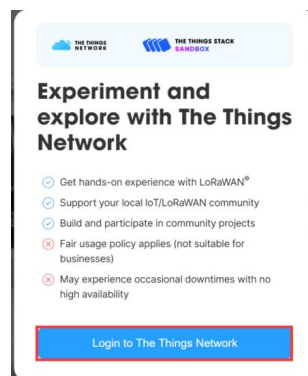 THE THINGS
NETWORK
THE THINGS STACK
SANDBOX
Experiment and
explore with The Things
Network
Get hands-on experience with LoRaWAN®
Support your local IoT/LoRaWAN community
Build and participate in community projects
Fair usage policy applies (not suitable for
businesses)
May experience occasional downtimes with no
high availability
Login to The Things Network